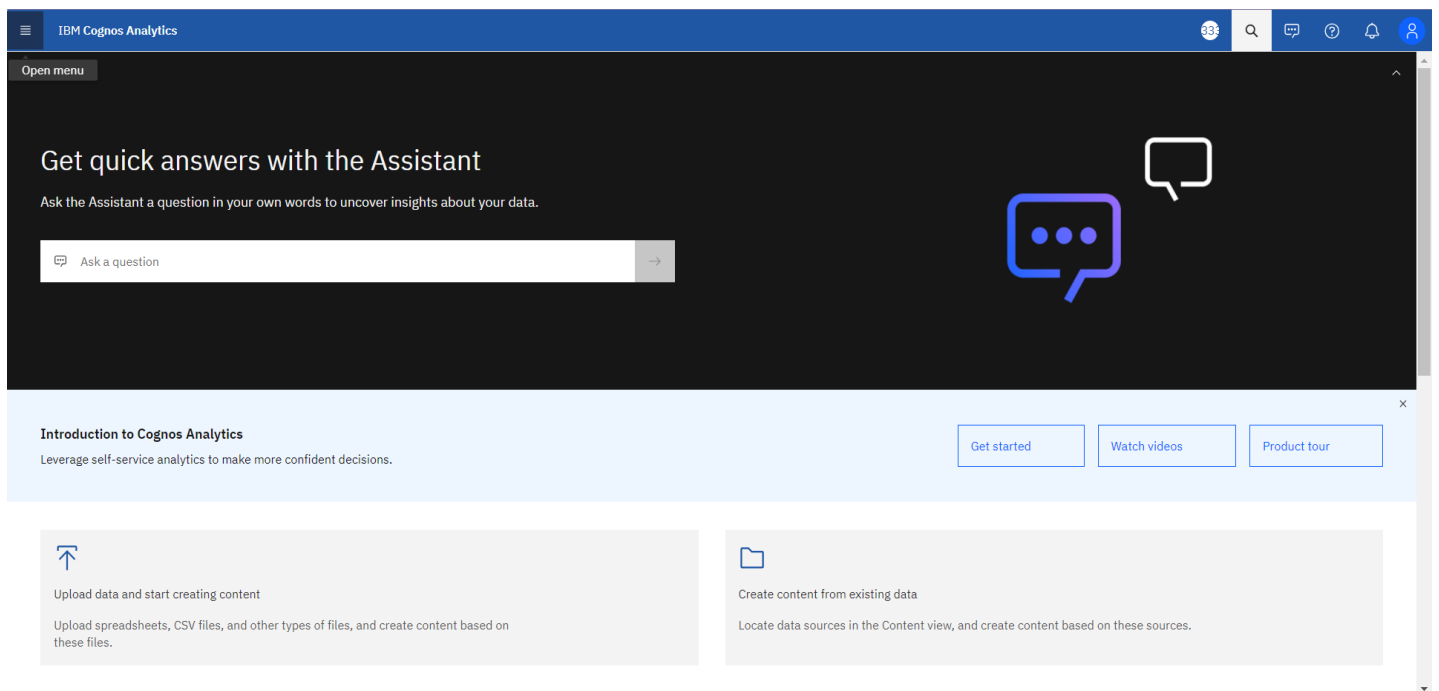 IBM Cognos Analytics
Open menu
Get quick answers with the Assistant
Ask the Assistant a question in your own words to uncover insights about your data.
Ask a question
Introduction to Cognos Analytics
Leverage self-service analytics to make more confident decisions.
Get started
Watch videos
Product tour
Upload data and start creating content
Upload spreadsheets, CSV files, and other types of files, and create content based on
these files.
Create content from existing data
Locate data sources in the Content view, and create content based on these sources.